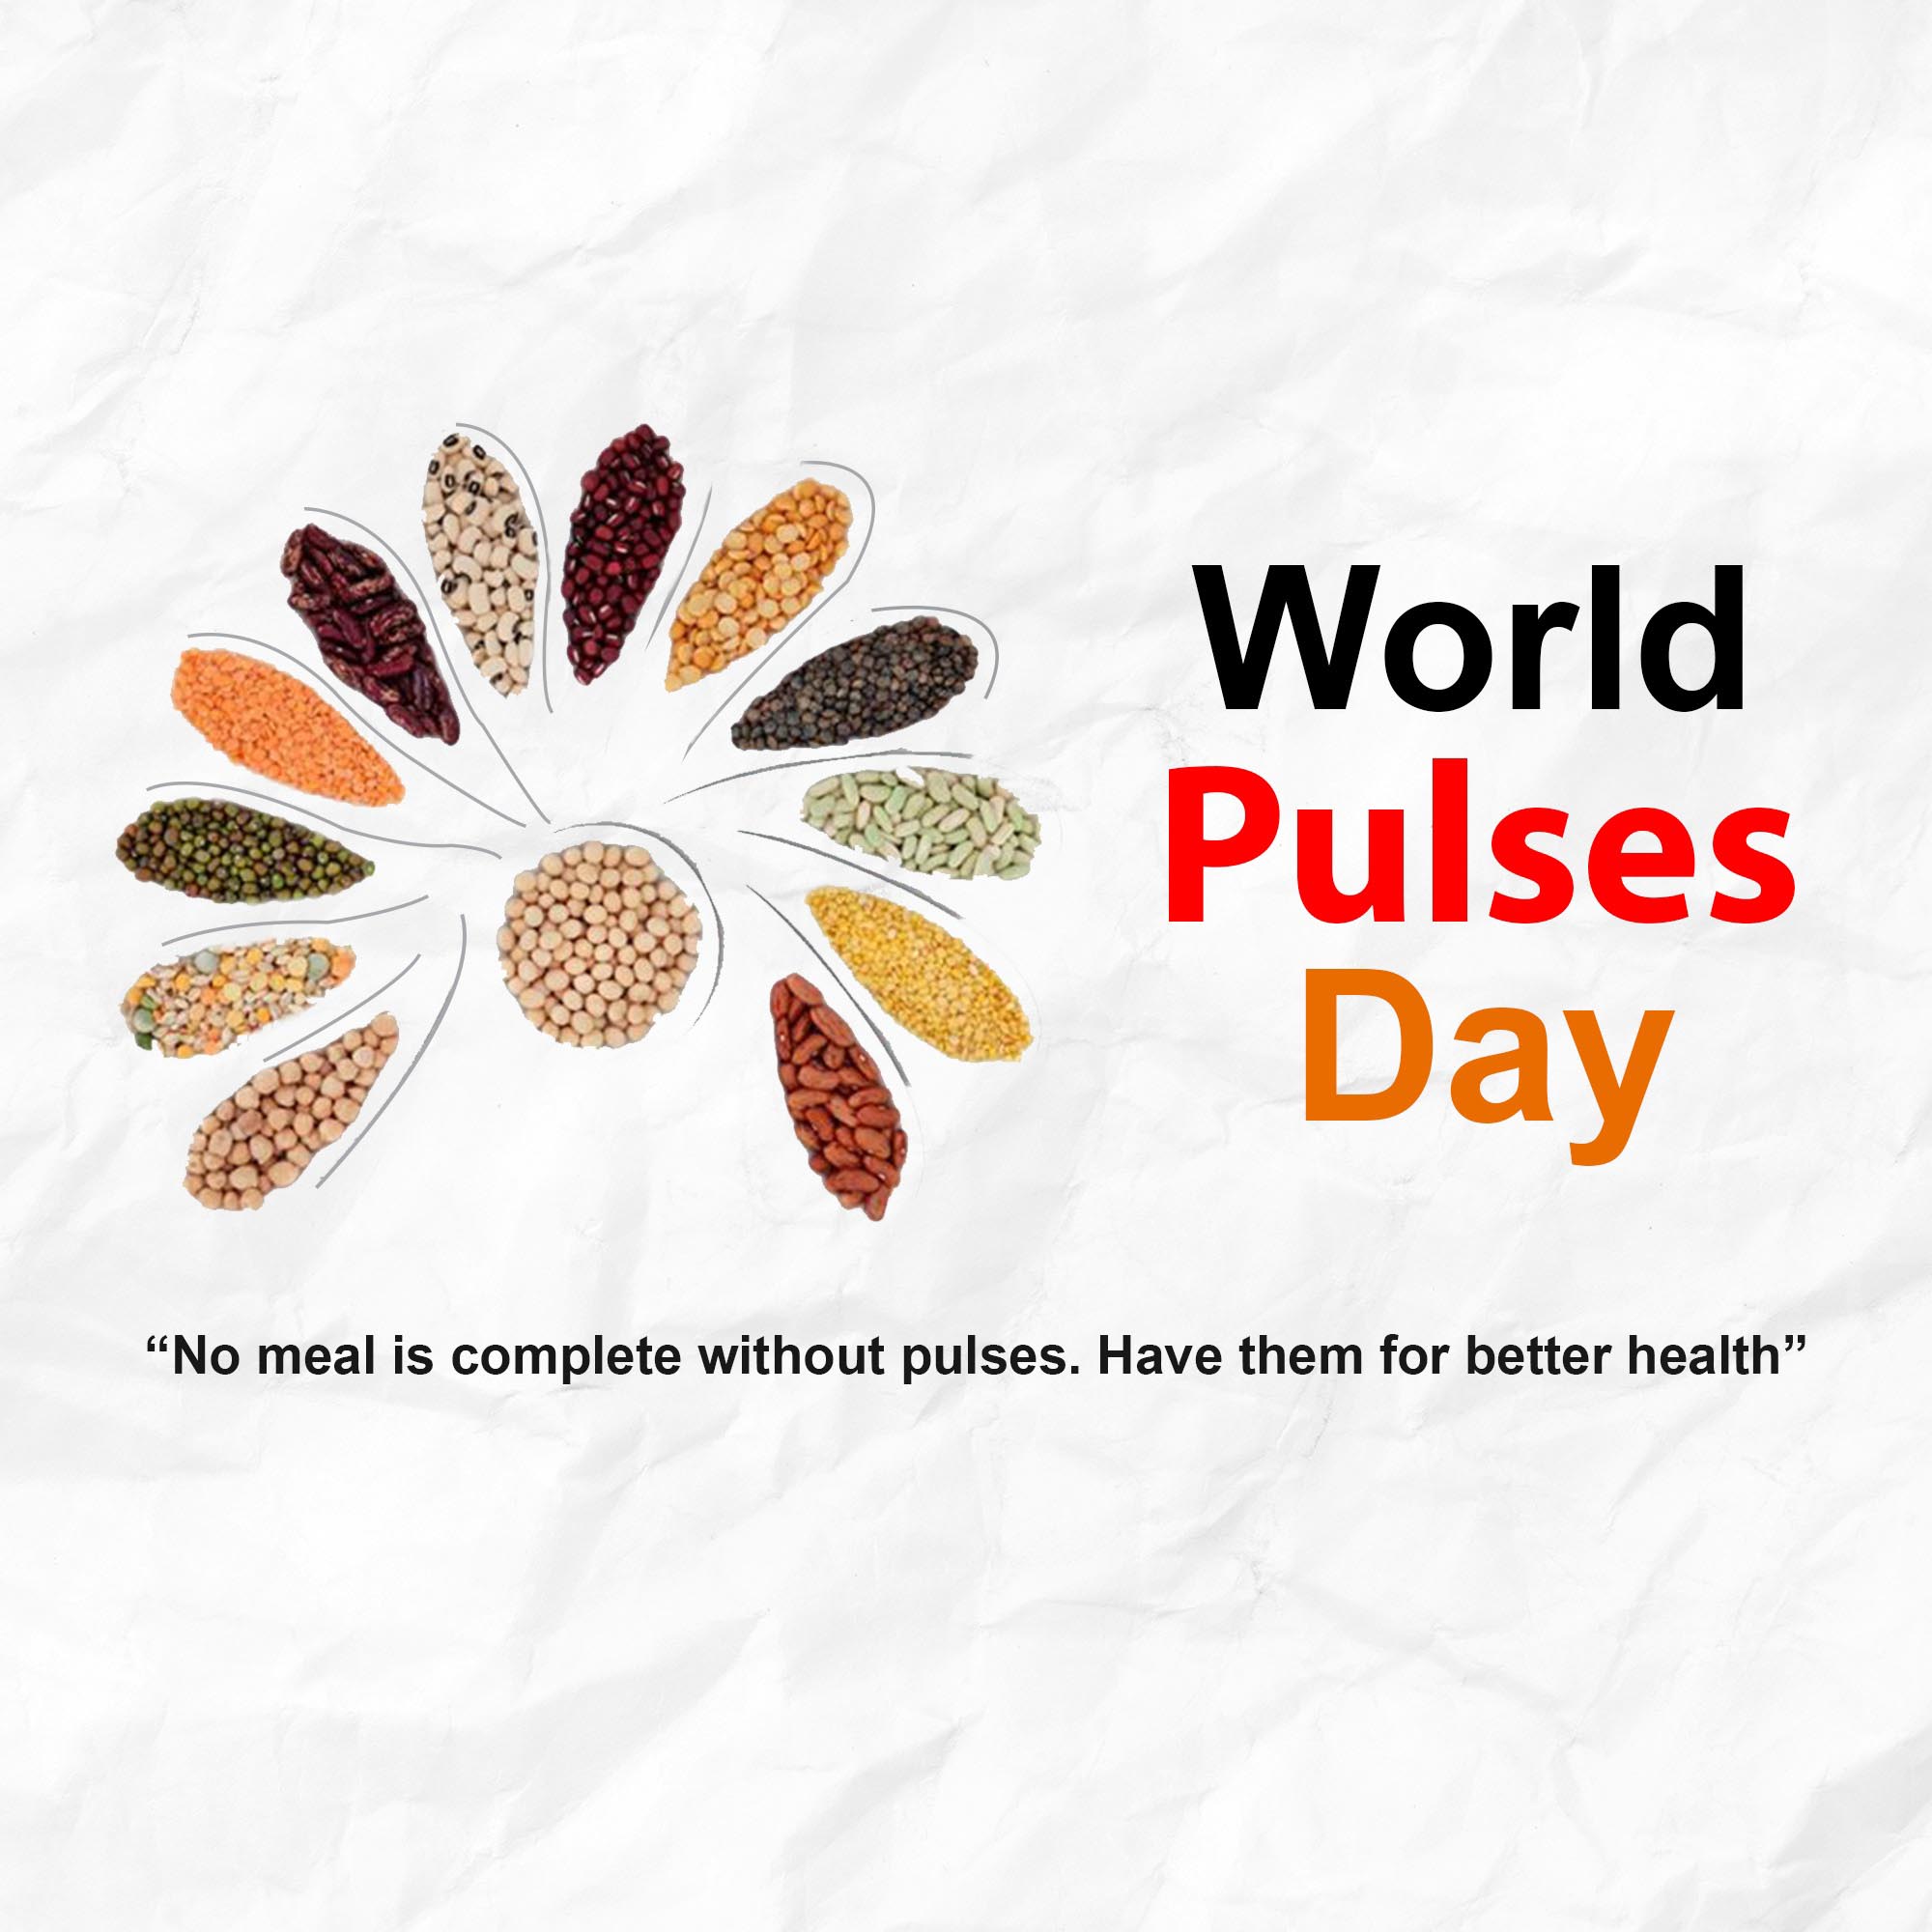 World
Pulses
Day
“No meal is complete without pulses. Have them for better health”